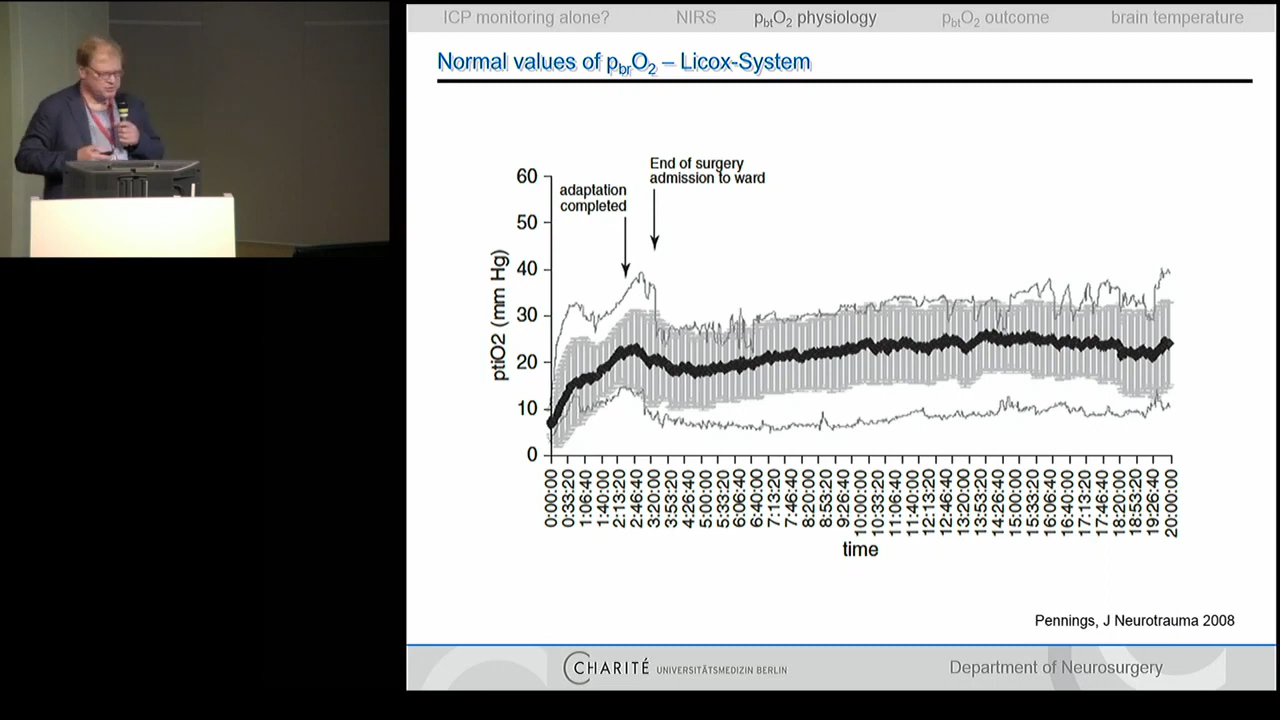 ICP monitoring alone? NIRS pbtO2 physiology pbtO2 outcome brain temperature
Normal values of pbrO2 – Licox-System
End of surgery
admission to ward
adaptation
completed
60
50
40
30
20
10
0
ptiO2 (mm Hg)
0:00:00 0:33:20 1:06:40 1:40:00 2:13:20 2:46:40 3:20:00 3:53:20 4:26:40 5:00:00 5:33:20 6:06:40 6:40:00 7:13:20 7:46:40 8:20:00 8:53:20 9:26:40 10:00:00 10:33:20 11:06:40 11:40:00 12:13:20 12:46:40 13:20:00 13:53:20 14:26:40 15:00:00 15:33:20 16:06:40 16:40:00 17:13:20 17:46:40 18:20:00 18:53:20 19:26:40 20:00:00
time
Pennings, J Neurotrauma 2008
CHARITÉ UNIVERSITÄTSMEDIZIN BERLIN Department of Neurosurgery